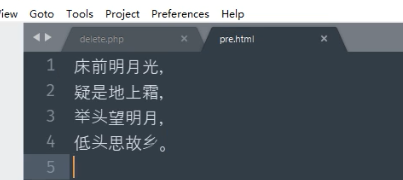 iew Goto Tools Project Preferences Help
delete.php × pre.html ×
1 床前明月光，
2 疑是地上霜，
3 举头望明月，
4 低头思故乡。
5